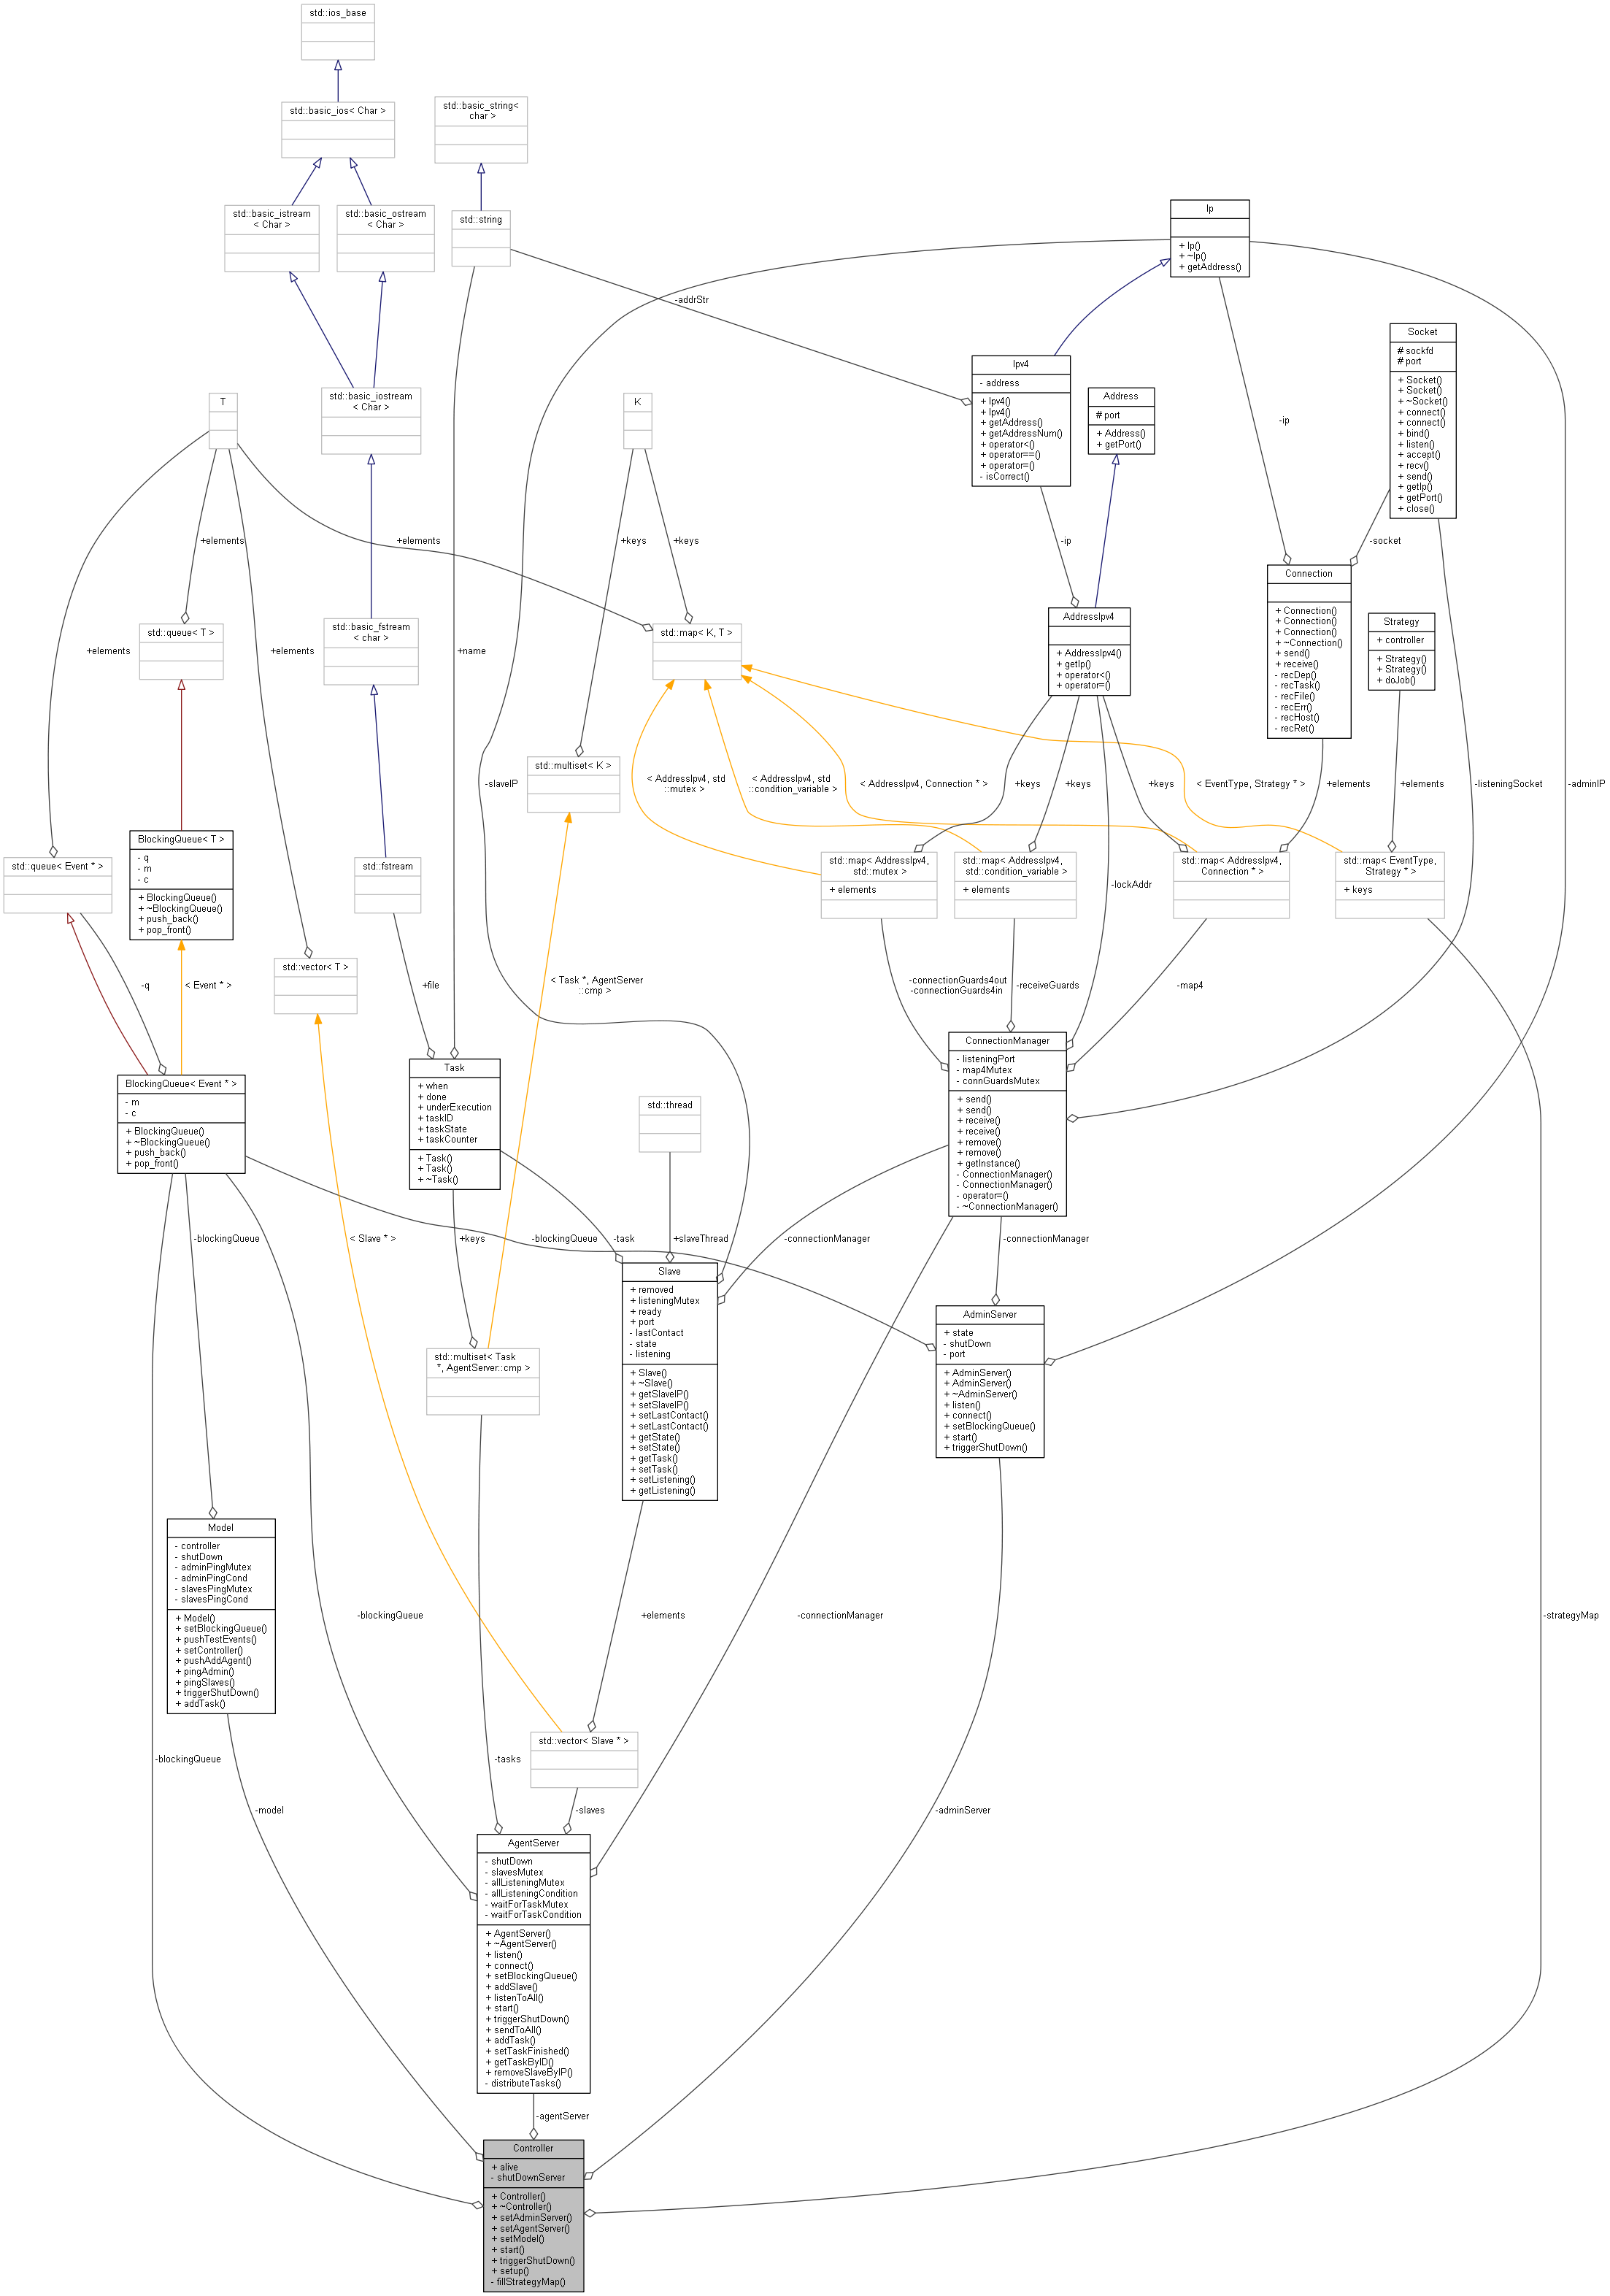 std::ios_base
std::basic_ios< Char >
std::basic_string<
char >
std::basic_istream
< Char >
std::basic_ostream
< Char >
std::string
Ip
+ Ip()
+ ~Ip()
+ getAddress()
-addrStr
Socket
# sockfd
# port
+ Socket()
+ Socket()
+ ~Socket()
+ connect()
+ connect()
+ bind()
+ listen()
+ accept()
+ recv()
+ send()
+ getIp()
+ getPort()
+ close()
Ipv4
- address
+ Ipv4()
+ Ipv4()
+ getAddress()
+ getAddressNum()
+ operator<()
+ operator==()
+ operator=()
- isCorrect()
Address
# port
+ Address()
+ getPort()
T
std::basic_iostream
< Char >
K
-ip
+elements
+elements
+keys
+keys
-ip
-socket
Connection
+ Connection()
+ Connection()
+ Connection()
+ ~Connection()
+ send()
+ receive()
- recDep()
- recTask()
- recFile()
- recErr()
- recHost()
- recRet()
std::queue< T >
std::basic_fstream
< char >
std::map< K, T >
AddressIpv4
+ AddressIpv4()
+ getIp()
+ operator<()
+ operator=()
Strategy
+ controller
+ Strategy()
+ Strategy()
+ doJob()
+elements
+elements
+name
std::multiset< K >
-slaveIP
< AddressIpv4, std
::mutex >
< AddressIpv4, std
::condition_variable >
< AddressIpv4, Connection * >
+keys
+keys
+keys
< EventType, Strategy * >
+elements
+elements
-listeningSocket
-adminIP
BlockingQueue< T >
- q
- m
- c
+ BlockingQueue()
+ ~BlockingQueue()
+ push_back()
+ pop_front()
std::queue< Event * >
std::fstream
std::map< AddressIpv4,
std::mutex >
+ elements
std::map< AddressIpv4,
std::condition_variable >
+ elements
-lockAddr
std::map< AddressIpv4,
Connection * >
std::map< EventType,
Strategy * >
+ keys
std::vector< T >
-q
< Event * >
+file
< Task *, AgentServer
::cmp >
-connectionGuards4out
-connectionGuards4in
-receiveGuards
-map4
BlockingQueue< Event * >
- m
- c
+ BlockingQueue()
+ ~BlockingQueue()
+ push_back()
+ pop_front()
Task
+ when
+ done
+ underExecution
+ taskID
+ taskState
+ taskCounter
+ Task()
+ Task()
+ ~Task()
std::thread
ConnectionManager
- listeningPort
- map4Mutex
- connGuardsMutex
+ send()
+ send()
+ receive()
+ receive()
+ remove()
+ remove()
+ getInstance()
- ConnectionManager()
- ConnectionManager()
- operator=()
- ~ConnectionManager()
-blockingQueue
< Slave * >
+keys
-blockingQueue
-task
+slaveThread
-connectionManager
-connectionManager
Slave
+ removed
+ listeningMutex
+ ready
+ port
- lastContact
- state
- listening
+ Slave()
+ ~Slave()
+ getSlaveIP()
+ setSlaveIP()
+ setLastContact()
+ setLastContact()
+ getState()
+ setState()
+ getTask()
+ setTask()
+ setListening()
+ getListening()
AdminServer
+ state
- shutDown
- port
+ AdminServer()
+ AdminServer()
+ ~AdminServer()
+ listen()
+ connect()
+ setBlockingQueue()
+ start()
+ triggerShutDown()
std::multiset< Task
*, AgentServer::cmp >
Model
- controller
- shutDown
- adminPingMutex
- adminPingCond
- slavesPingMutex
- slavesPingCond
+ Model()
+ setBlockingQueue()
+ pushTestEvents()
+ setController()
+ pushAddAgent()
+ pingAdmin()
+ pingSlaves()
+ triggerShutDown()
+ addTask()
-blockingQueue
+elements
-connectionManager
-strategyMap
std::vector< Slave * >
-blockingQueue
-tasks
-model
-slaves
-adminServer
AgentServer
- shutDown
- slavesMutex
- allListeningMutex
- allListeningCondition
- waitForTaskMutex
- waitForTaskCondition
+ AgentServer()
+ ~AgentServer()
+ listen()
+ connect()
+ setBlockingQueue()
+ addSlave()
+ listenToAll()
+ start()
+ triggerShutDown()
+ sendToAll()
+ addTask()
+ setTaskFinished()
+ getTaskByID()
+ removeSlaveByIP()
- distributeTasks()
-agentServer
Controller
+ alive
- shutDownServer
+ Controller()
+ ~Controller()
+ setAdminServer()
+ setAgentServer()
+ setModel()
+ start()
+ triggerShutDown()
+ setup()
- fillStrategyMap()